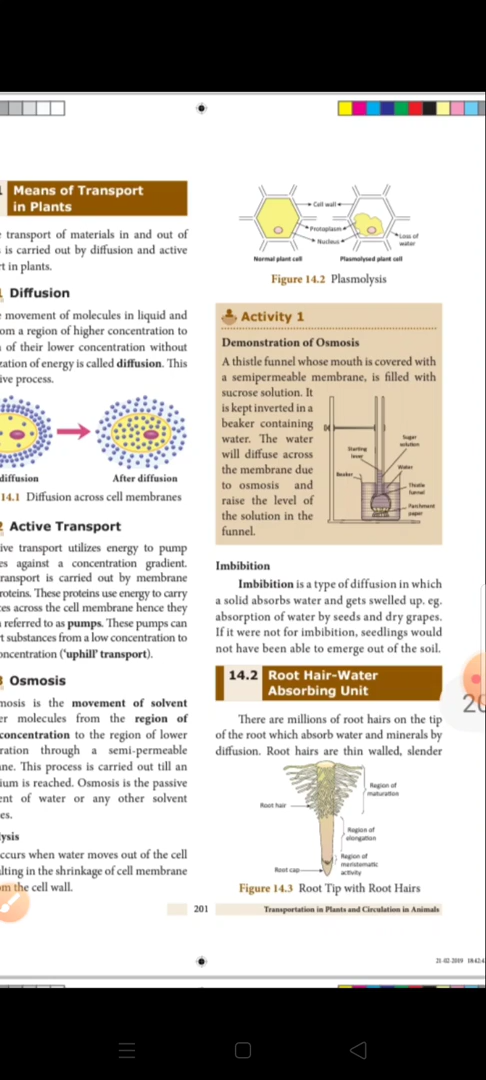 Means of Transport
in Plants
transport of materials in and out of
is carried out by diffusion and active
t in plants.
Diffusion
movement of molecules in liquid and
om a region of higher concentration to
of their lower concentration without
zation of energy is called diffusion. This
ive process.
diffusion
After diffusion
14.1 Diffusion across cell membranes
Active Transport
ive transport utilizes energy to pump
es against a concentration gradient.
ransport is carried out by membrane
roteins. These proteins use energy to carry
es across the cell membrane hence they
referred to as pumps. These pumps can
t substances from a low concentration to
oncentration ('uphill' transport).
Osmosis
mosis is the movement of solvent
er molecules from the region of
concentration to the region of lower
ration through a semi-permeable
ne. This process is carried out till an
ium is reached. Osmosis is the passive
ent of water or any other solvent
es.
lysis
ccurs when water moves out of the cell
lting in the shrinkage of cell membrane
om the cell wall.
Cell wall
Protoplasm
Nucleus
Loss of
water
Normal plant cell
Plasmolysed plant cell
Figure 14.2 Plasmolysis
Activity 1
Demonstration of Osmosis
A thistle funnel whose mouth is covered with
a semipermeable membrane, is filled with
sucrose solution. It
is kept inverted in a
beaker containing
water. The water
will diffuse across
the membrane due
to osmosis and
raise the level of
the solution in the
funnel.
Sugar
solution
Starting
level
Water
Beaker
Thistle
funnel
Parchment
paper
Imbibition
Imbibition is a type of diffusion in which
a solid absorbs water and gets swelled up. eg.
absorption of water by seeds and dry grapes.
If it were not for imbibition, seedlings would
not have been able to emerge out of the soil.
14.2 Root Hair-Water
Absorbing Unit
There are millions of root hairs on the tip
of the root which absorb water and minerals by
diffusion. Root hairs are thin walled, slender
Region of
maturation
Root hair
Region of
elongation
Region of
meristematic
activity
Root cap
Figure 14.3 Root Tip with Root Hairs
201
Transportation in Plants and Circulation in Animals
21-02-2019 18:42:4
20